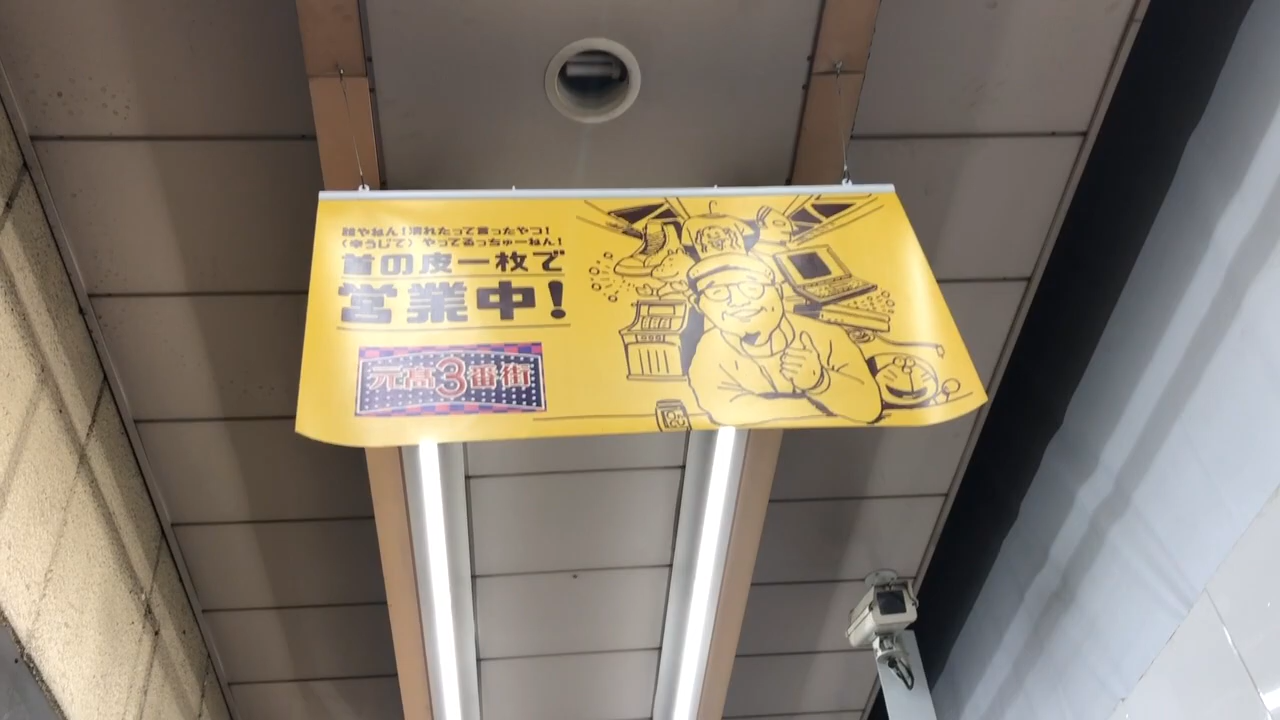 誰やねん!潰れたって言ったやつ!
(辛うじて)やってるっちゅーねん!
首の皮一枚で
営業中!
元高3番街